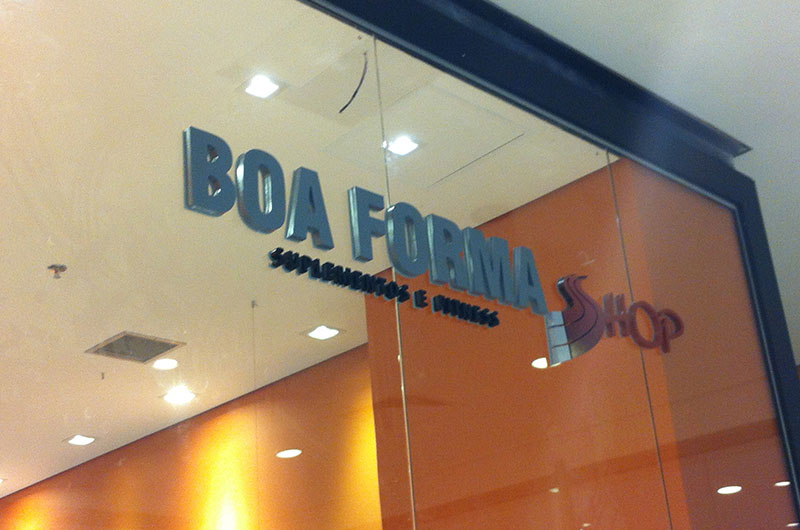 BOA FORMA SHOP
SUPLEMENTOS E FITNESS